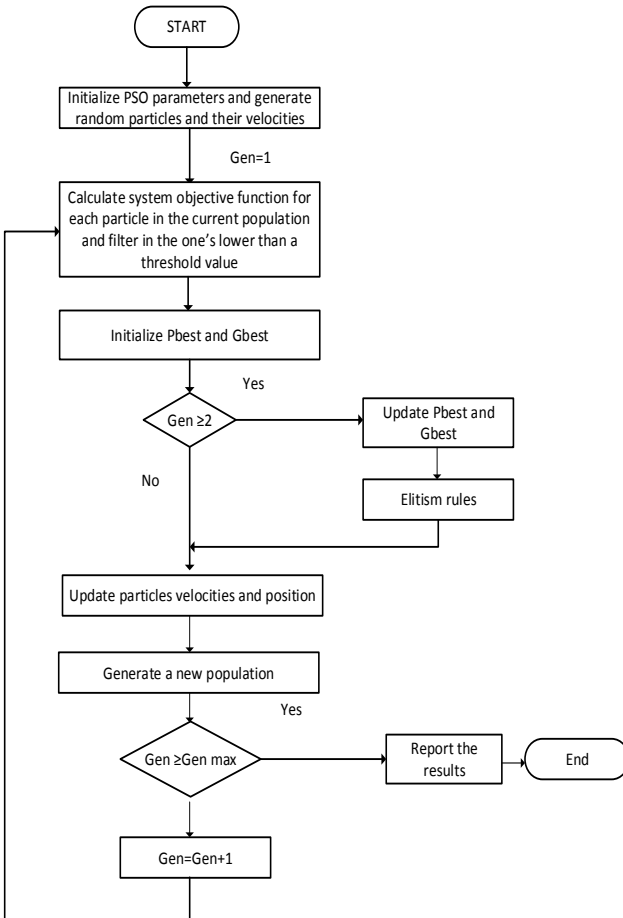 START
Initialize PSO parameters and generate
random particles and their velocities
Gen=1
Calculate system objective function for
each particle in the current population
and filter in the one's lower than a
threshold value
Initialize Pbest and Gbest
Yes
Gen ≥2
Update Pbest and
Gbest
No
Elitism rules
Update particles velocities and position
Generate a new population
Yes
Gen ≥Gen max
Report the
results
End
Gen=Gen+1